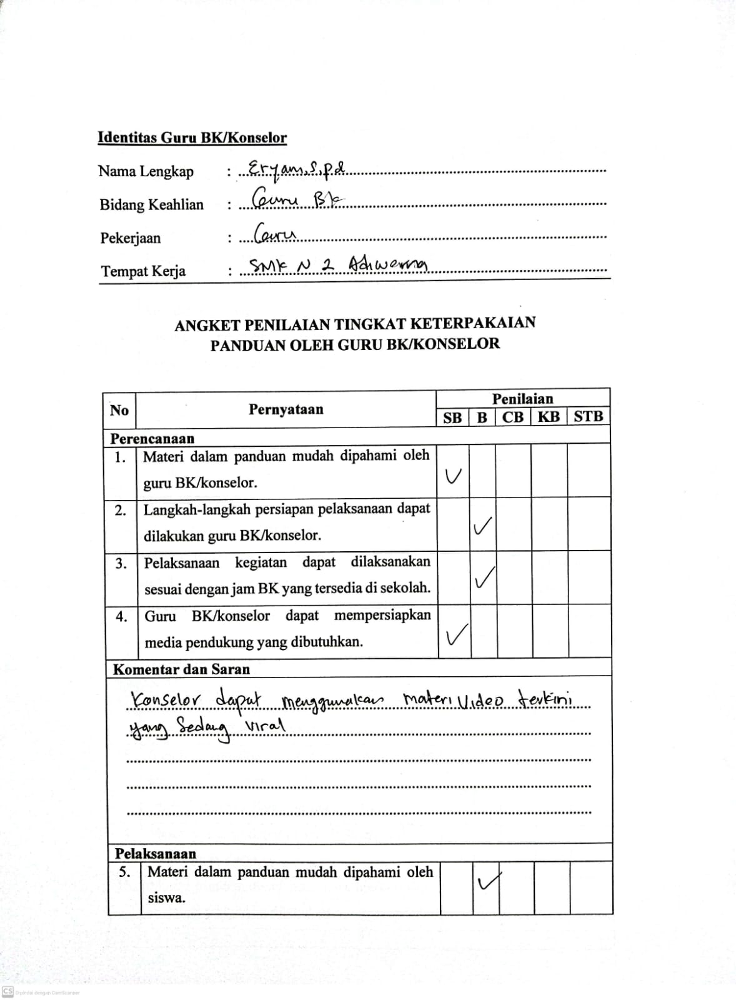 Identitas Guru BK/Konselor
Nama Lengkap : Eryam, S.Pd
Bidang Keahlian : Guru BK
Pekerjaan : Guru
Tempat Kerja : SMK N 2 Adiwerna
ANGKET PENILAIAN TINGKAT KETERPAKAIAN
PANDUAN OLEH GURU BK/KONSELOR
No Pernyataan Penilaian
SB B CB KB STB
Perencanaan
1. Materi dalam panduan mudah dipahami oleh
guru BK/konselor. ✓
2. Langkah-langkah persiapan pelaksanaan dapat
dilakukan guru BK/konselor. ✓
3. Pelaksanaan kegiatan dapat dilaksanakan
sesuai dengan jam BK yang tersedia di sekolah. ✓
4. Guru BK/konselor dapat mempersiapkan
media pendukung yang dibutuhkan. ✓
Komentar dan Saran
Konselor dapat menggunakan materi video terkini
yang sedang viral
Pelaksanaan
5. Materi dalam panduan mudah dipahami oleh
siswa. ✓
CS Dipindai dengan CamScanner